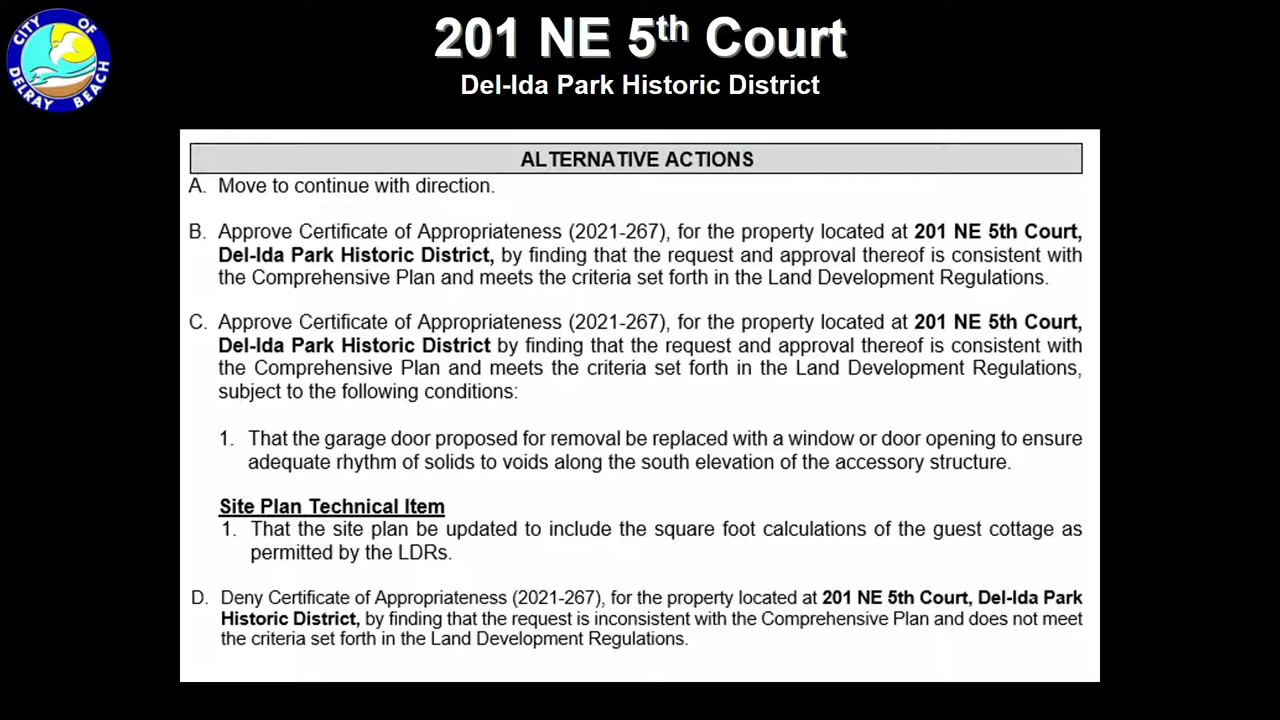 CITY OF
DELRAY BEACH
201 NE 5th Court
Del-Ida Park Historic District
ALTERNATIVE ACTIONS
A. Move to continue with direction.
B. Approve Certificate of Appropriateness (2021-267), for the property located at 201 NE 5th Court,
Del-Ida Park Historic District, by finding that the request and approval thereof is consistent with
the Comprehensive Plan and meets the criteria set forth in the Land Development Regulations.
C. Approve Certificate of Appropriateness (2021-267), for the property located at 201 NE 5th Court,
Del-Ida Park Historic District by finding that the request and approval thereof is consistent with
the Comprehensive Plan and meets the criteria set forth in the Land Development Regulations,
subject to the following conditions:
1. That the garage door proposed for removal be replaced with a window or door opening to ensure
adequate rhythm of solids to voids along the south elevation of the accessory structure.
Site Plan Technical Item
1. That the site plan be updated to include the square foot calculations of the guest cottage as
permitted by the LDRs.
D. Deny Certificate of Appropriateness (2021-267), for the property located at 201 NE 5th Court, Del-Ida Park
Historic District, by finding that the request is inconsistent with the Comprehensive Plan and does not meet
the criteria set forth in the Land Development Regulations.